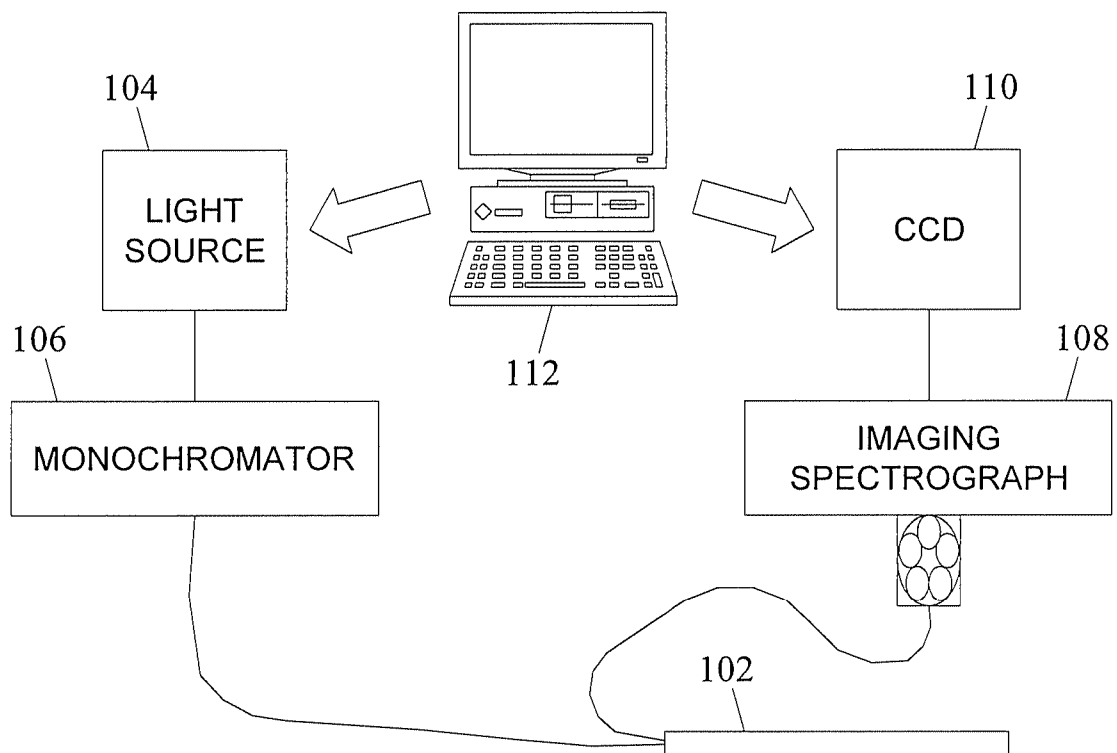 104
110
LIGHT
SOURCE
CCD
106
112
108
MONOCHROMATOR
IMAGING
SPECTROGRAPH
102